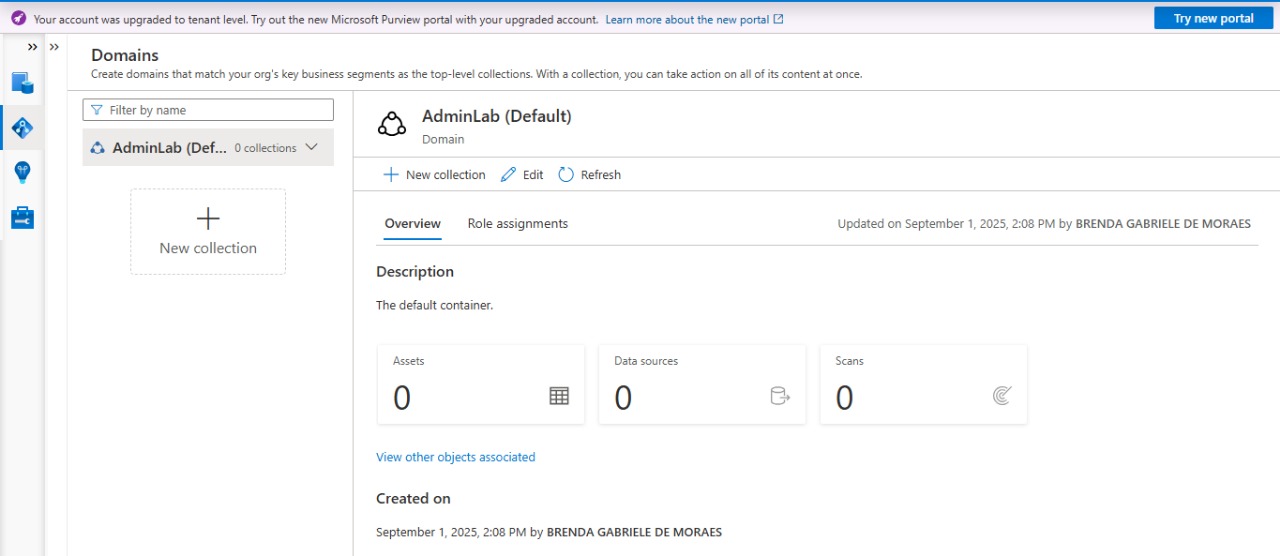 Your account was upgraded to tenant level. Try out the new Microsoft Purview portal with your upgraded account. Learn more about the new portal
Try new portal
Domains
Create domains that match your org's key business segments as the top-level collections. With a collection, you can take action on all of its content at once.
Filter by name
AdminLab (Def... 0 collections
New collection
AdminLab (Default)
Domain
New collection Edit Refresh
Overview Role assignments Updated on September 1, 2025, 2:08 PM by BRENDA GABRIELE DE MORAES
Description
The default container.
Assets Data sources Scans
0 0 0
View other objects associated
Created on
September 1, 2025, 2:08 PM by BRENDA GABRIELE DE MORAES